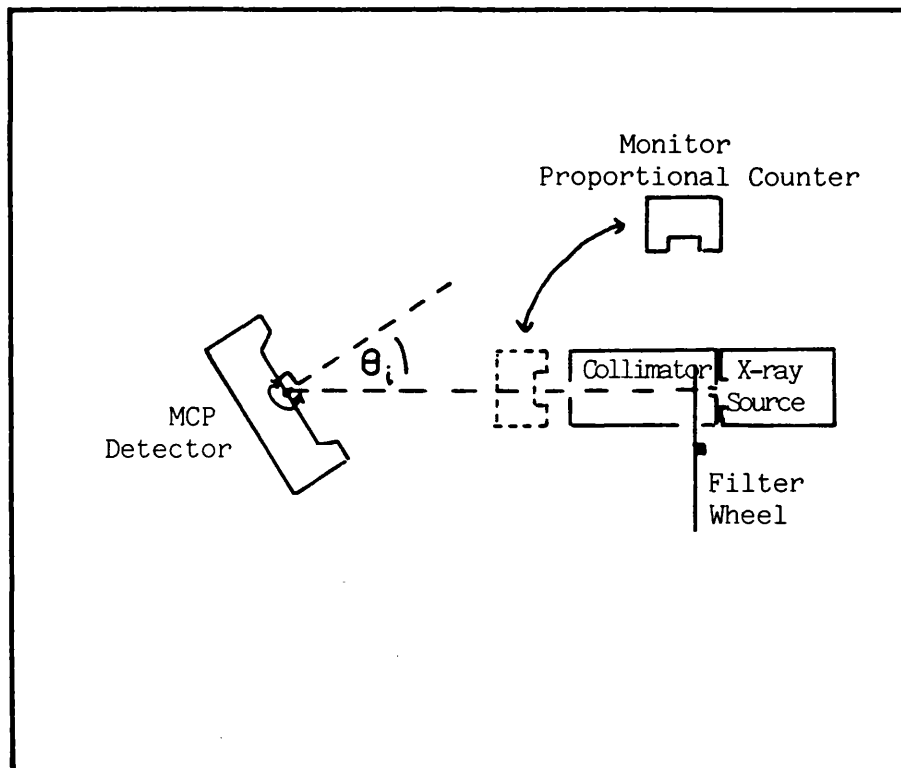 Monitor
Proportional Counter
θi
Collimator
X-ray
Source
MCP
Detector
Filter
Wheel